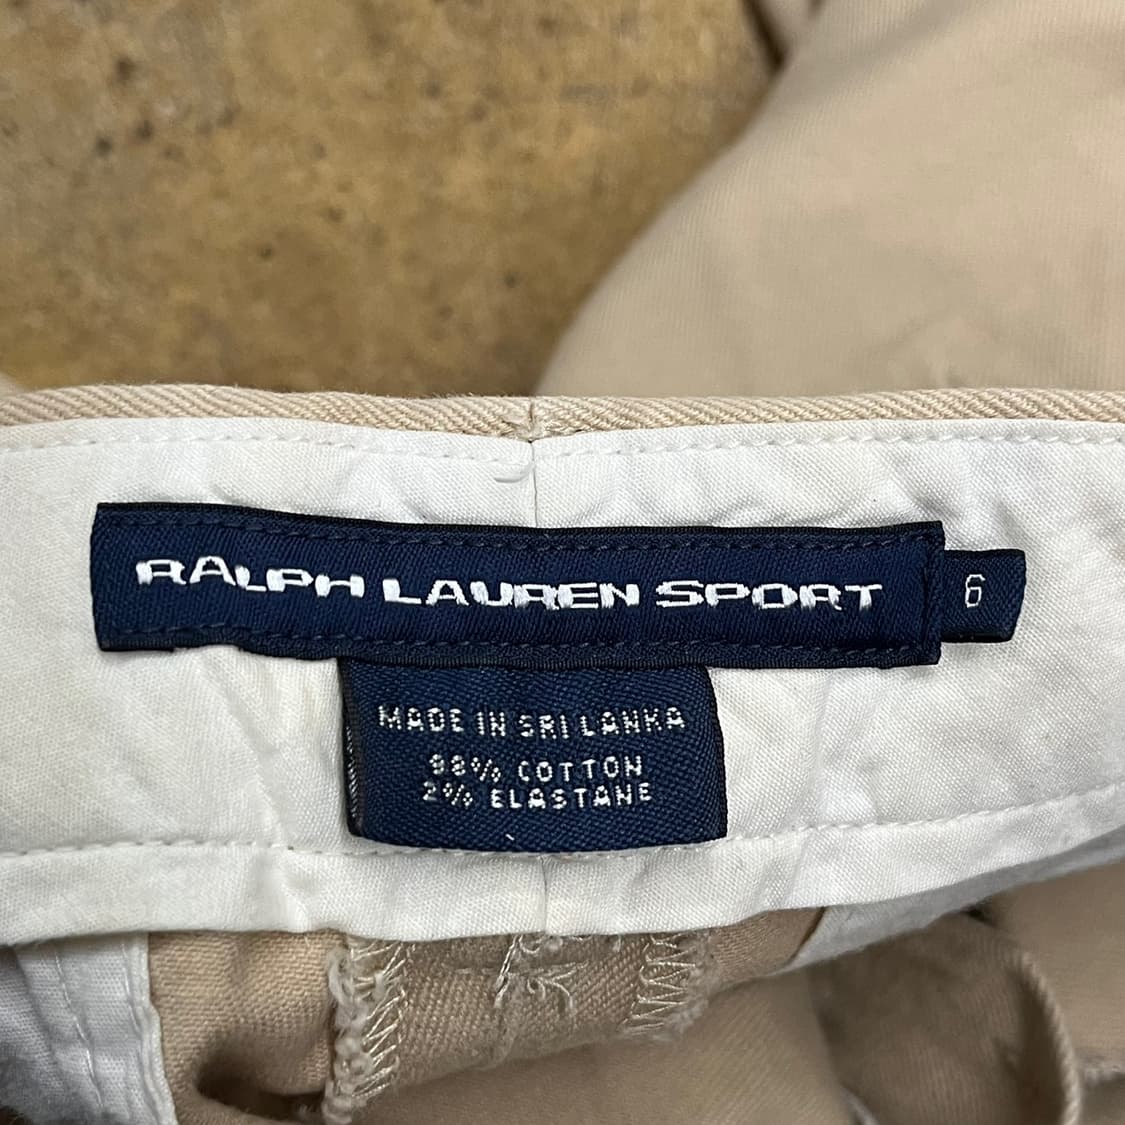 RALPH LAUREN SPORT
6
MADE IN SRI LANKA
98% COTTON
2% ELASTANE